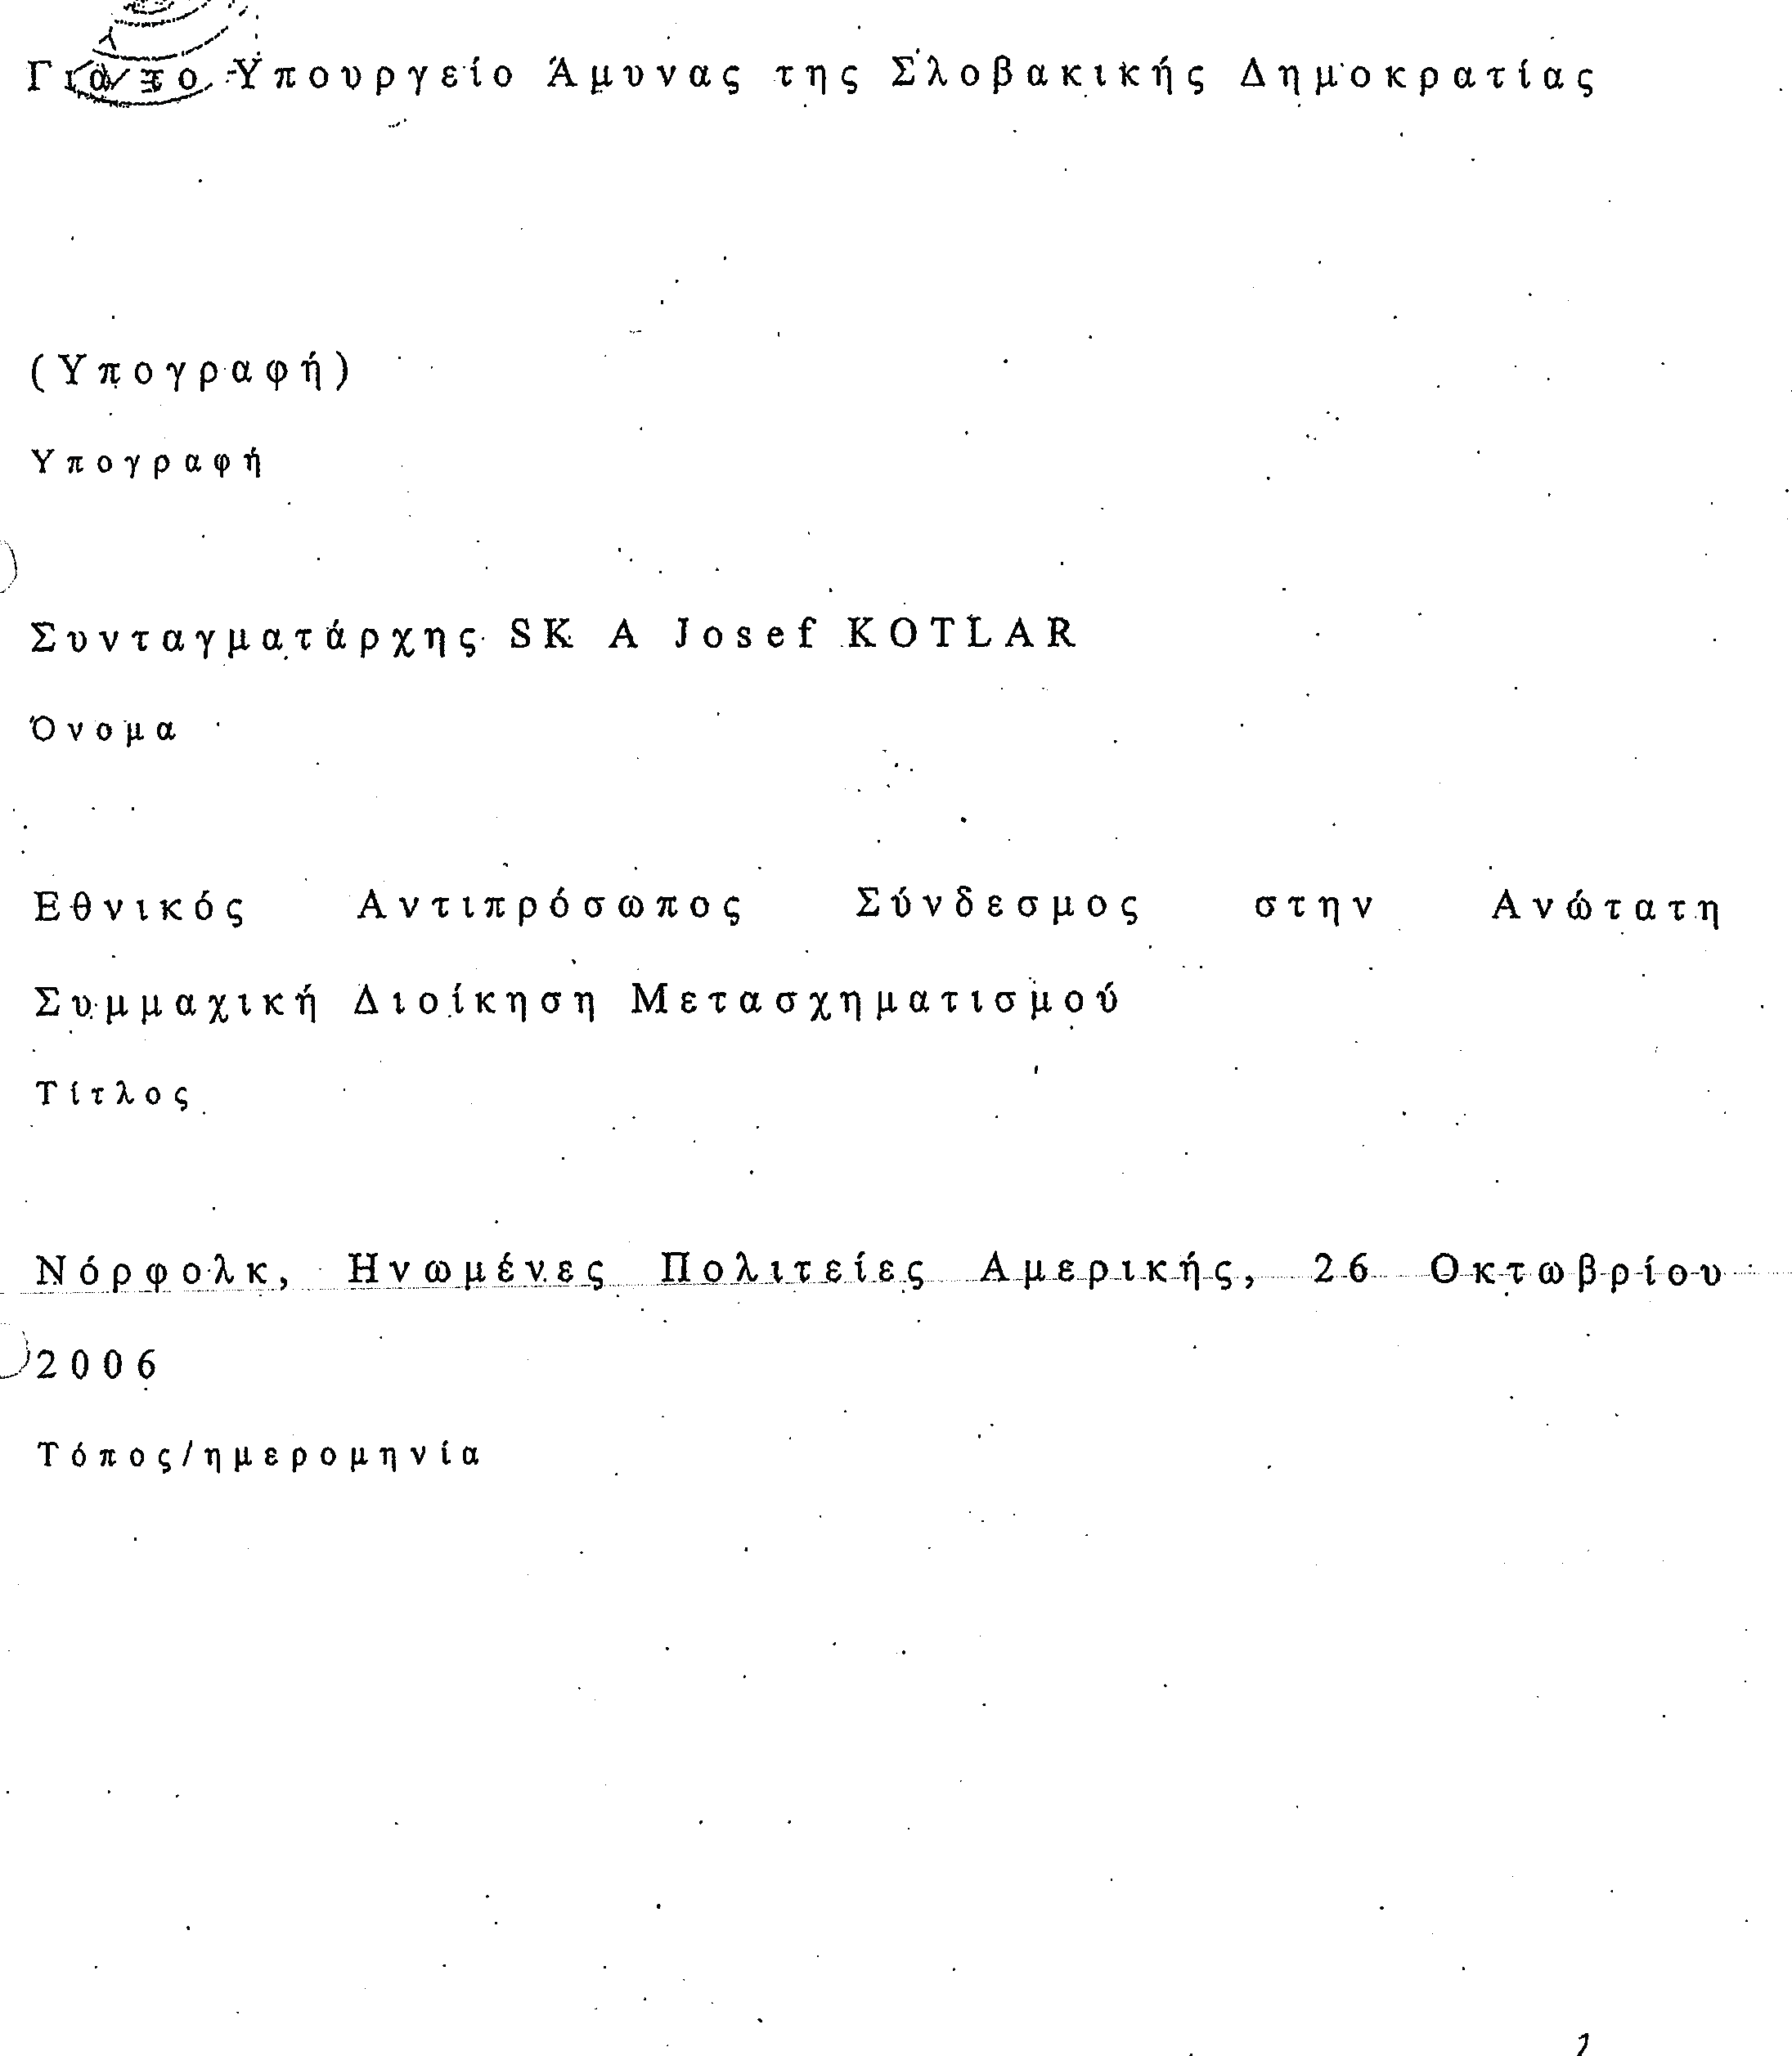 Για το Υπουργείο Άμυνας της Σλοβακικής Δημοκρατίας
(Υπογραφή)
Υπογραφή
Συνταγματάρχης SK A Josef KOTLAR
Όνομα
Εθνικός Αντιπρόσωπος Σύνδεσμος στην Ανώτατη
Συμμαχική Διοίκηση Μετασχηματισμού
Τίτλος
Νόρφολκ, Ηνωμένες Πολιτείες Αμερικής, 26 Οκτωβρίου
2006
Τόπος/ημερομηνία